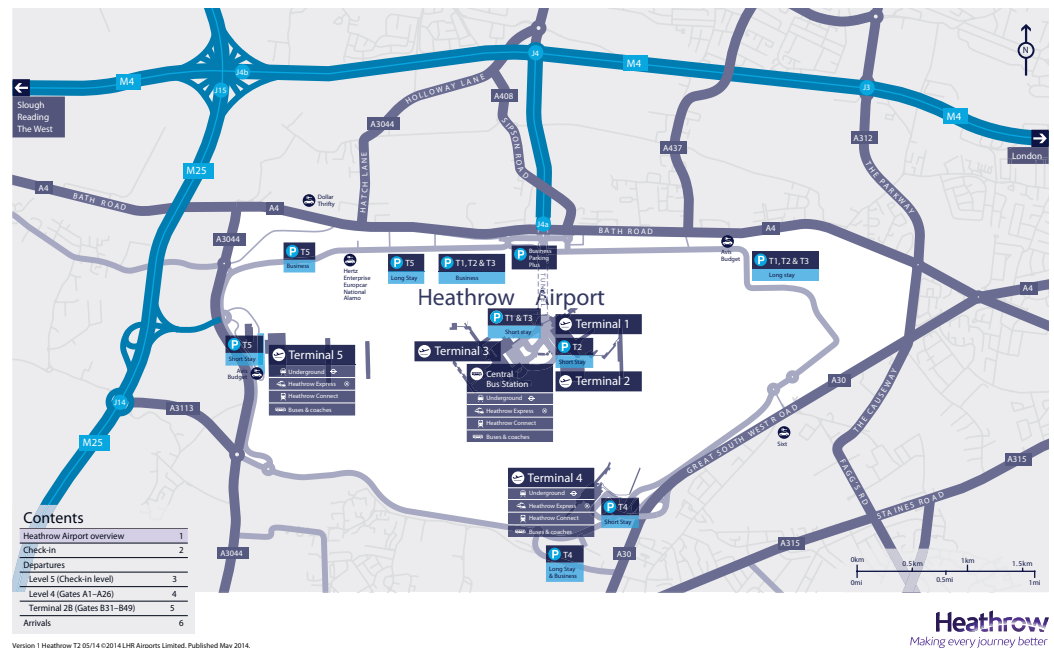 M4
J4b
J15
J4
M4
J3
M4
N
Slough
Reading
The West
London
HOLLOWAY LANE
A408
A3044
SIPSON ROAD
A437
A312
THE PARKWAY
M25
HATCH LANE
A4
BATH ROAD
A4
Dollar
Thrifty
A3044
J4a
BATH ROAD
A4
Avis
Budget
P T5
Business
Hertz
Enterprise
Europcar
National
Alamo
P T5
Long Stay
P T1, T2 & T3
Business
P Business
Parking
Plus
P T1, T2 & T3
Long stay
TUNNEL
A4
Heathrow Airport
P T1 & T3
Short stay
Terminal 1
P T2
Short Stay
Terminal 3
Terminal 2
Central
Bus Station
Underground
Heathrow Express
Heathrow Connect
Buses & coaches
P T5
Short Stay
Avis
Budget
Terminal 5
Underground
Heathrow Express
Heathrow Connect
Buses & coaches
J14
A3113
M25
A30
THE CAUSEWAY
GREAT SOUTH WEST ROAD
Sixt
FAGG'S RD
A315
STAINES ROAD
A315
Terminal 4
Underground
Heathrow Express
Heathrow Connect
Buses & coaches
P T4
Short Stay
P T4
Long Stay
& Business
A30
A3044
0km 0.5km 1km 1.5km
0mi 0.5mi 1mi
Contents
Heathrow Airport overview 1
Check-in 2
Departures
Level 5 (Check-in level) 3
Level 4 (Gates A1–A26) 4
Terminal 2B (Gates B31–B49) 5
Arrivals 6
Heathrow
Making every journey better
Version 1 Heathrow T2 05/14 ©2014 LHR Airports Limited. Published May 2014.